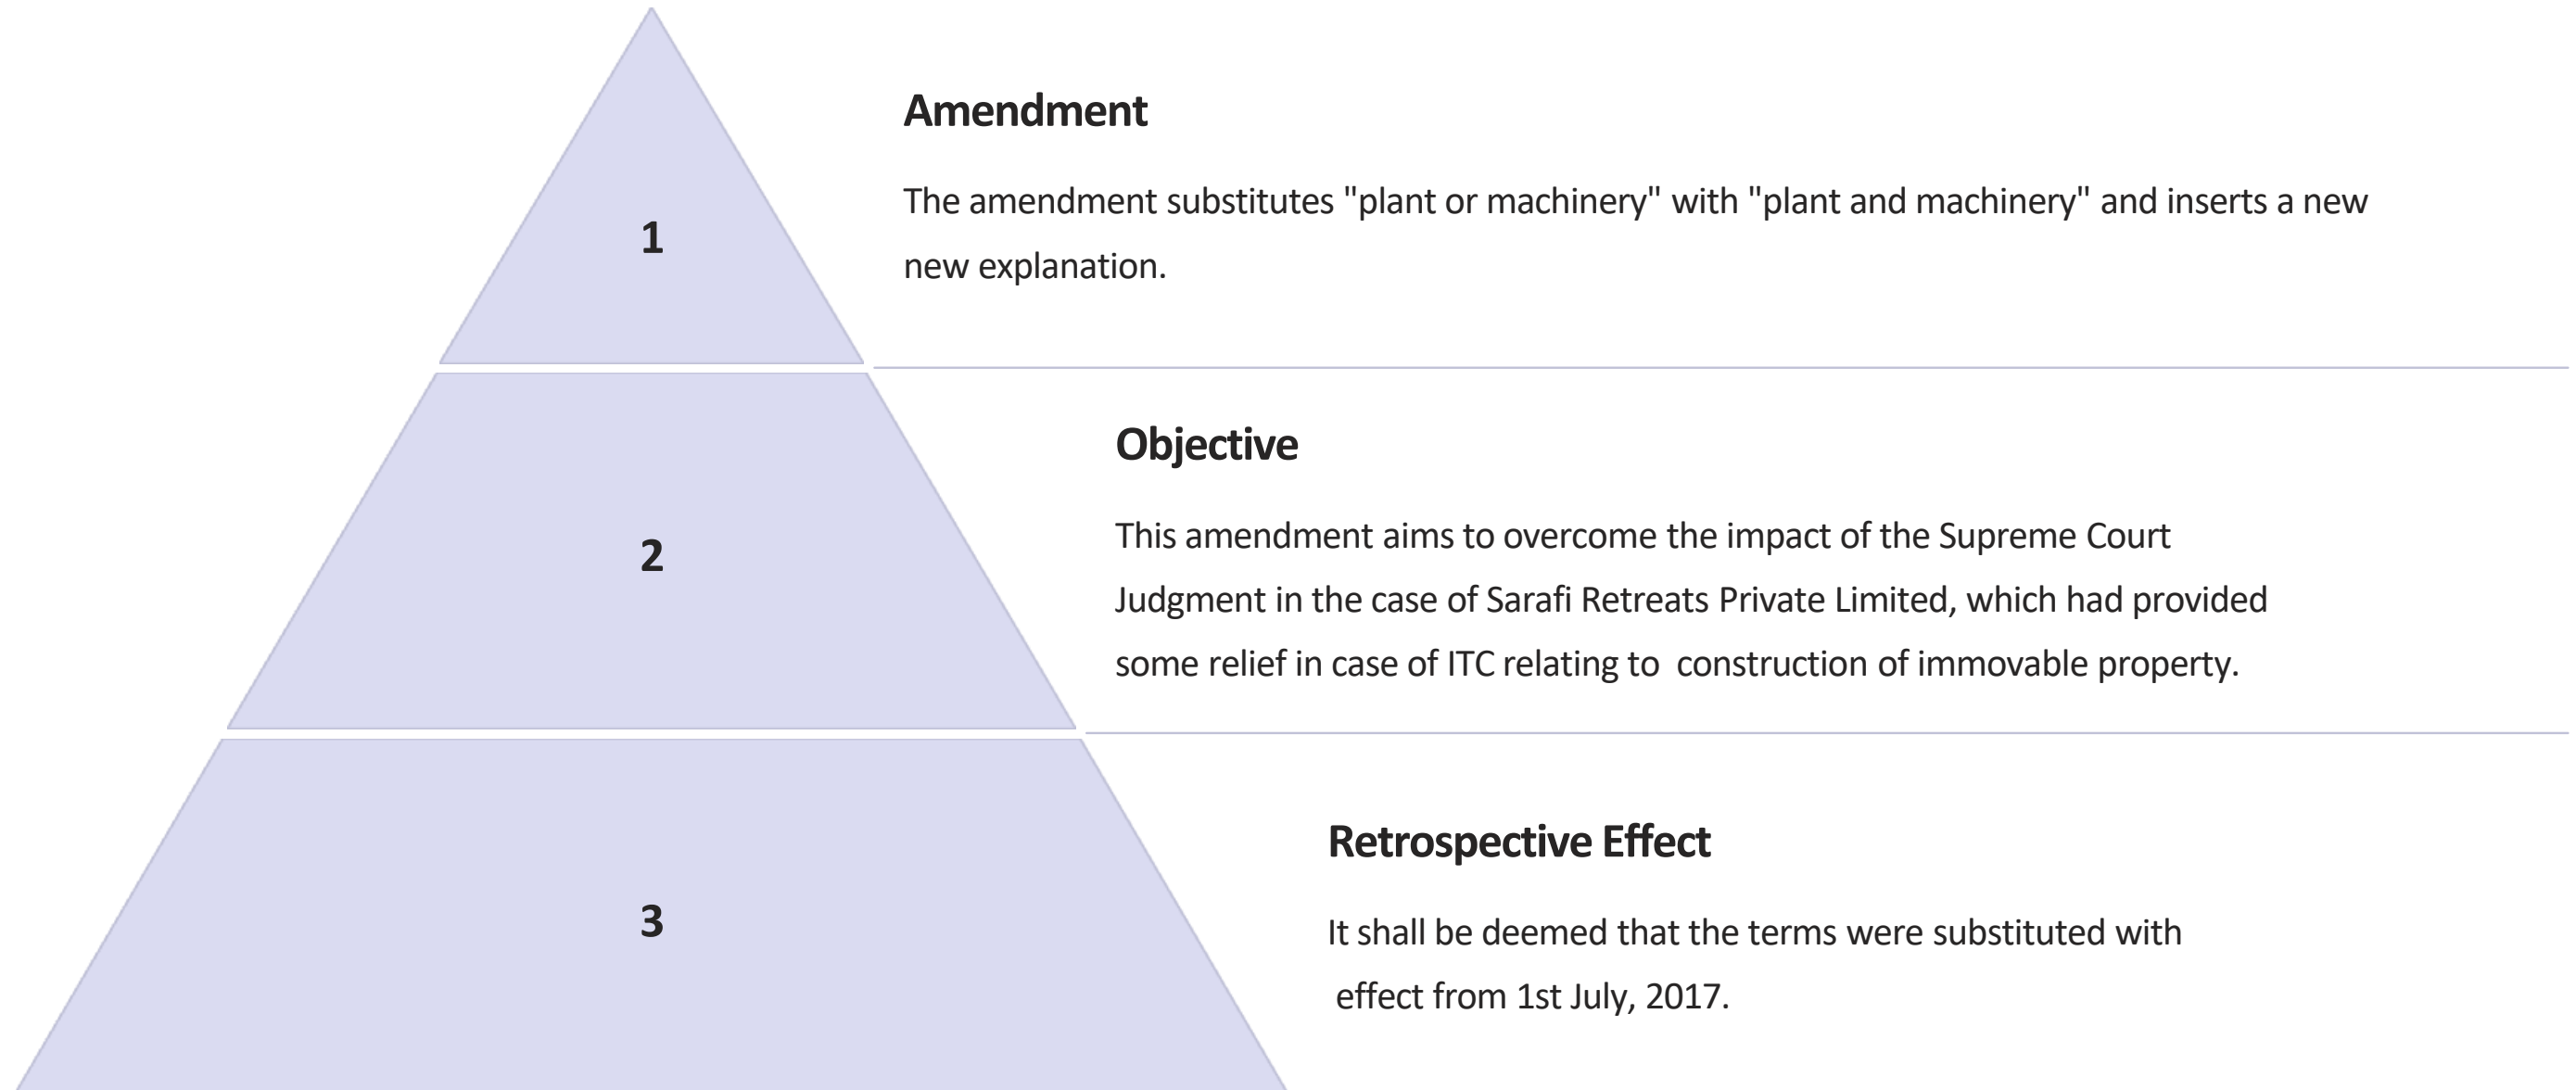 1
Amendment
The amendment substitutes "plant or machinery" with "plant and machinery" and inserts a new
new explanation.
2
Objective
This amendment aims to overcome the impact of the Supreme Court
Judgment in the case of Sarafi Retreats Private Limited, which had provided
some relief in case of ITC relating to  construction of immovable property.
3
Retrospective Effect
It shall be deemed that the terms were substituted with
effect from 1st July, 2017.